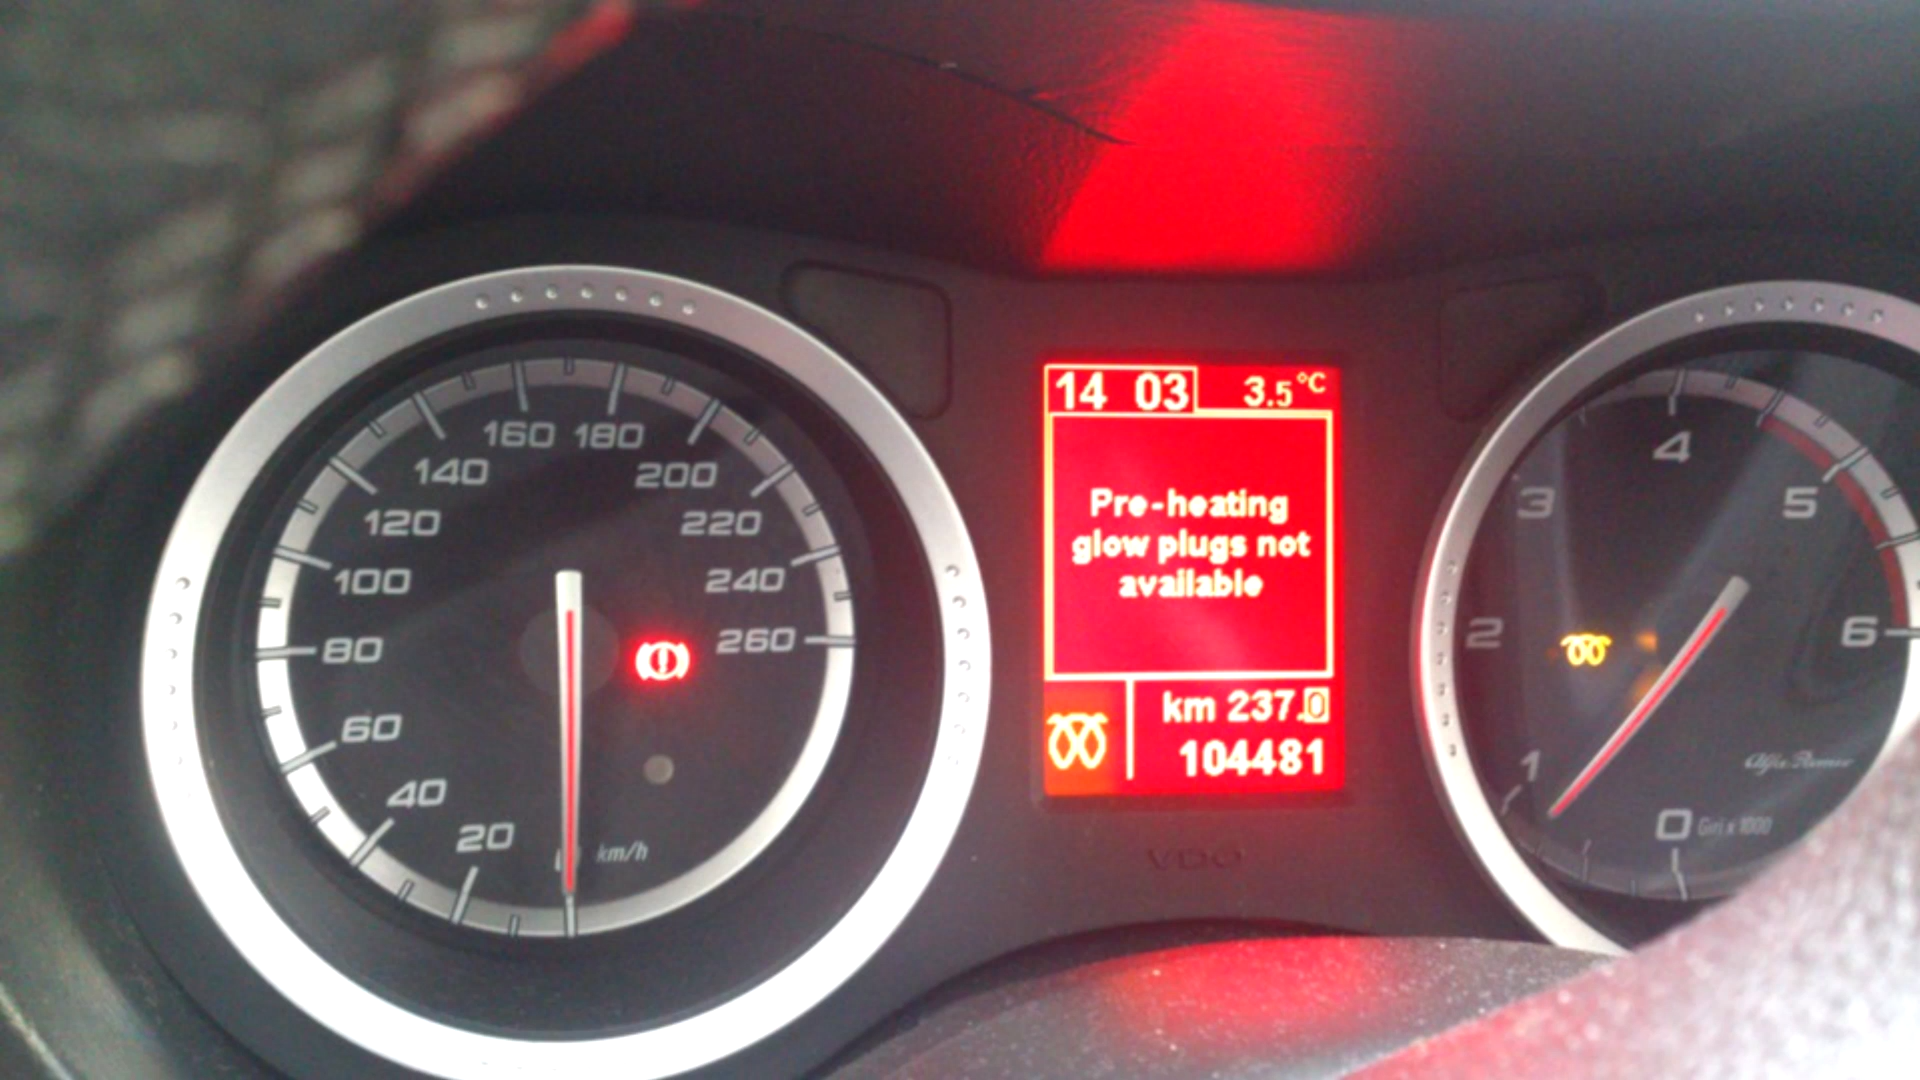 160 180
140 200
120 220
100 240
80 260
60
40
20
km/h
14 03 3.5°C
Pre-heating
glow plugs not
available
km 237.0
104481
VDO
4
3 5
2 6
1
Alfa Romeo
0 Giri x 1000